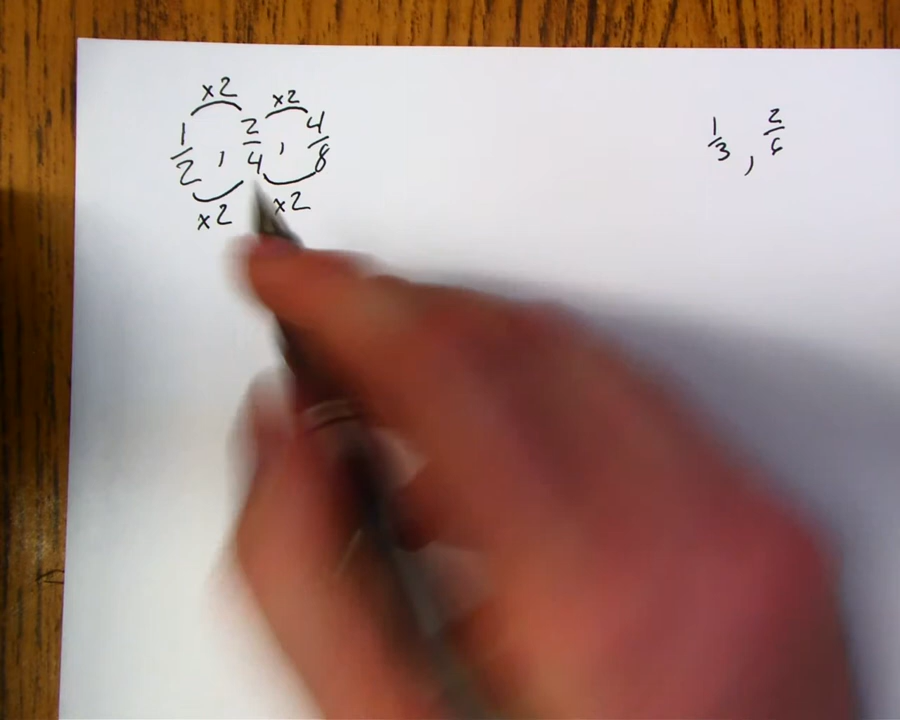 x2 x2
1/2 , 2/4 , 4/8
x2 x2
1/3 , 2/6